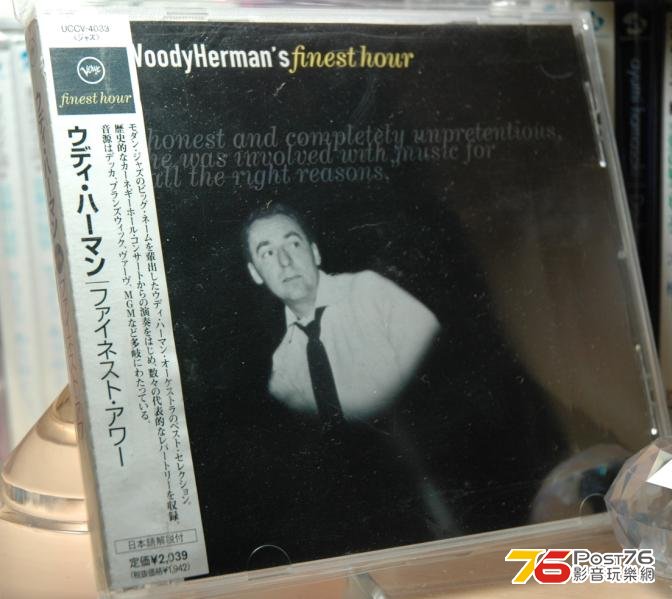 UCCV-4033
〈ジャズ〉
Verve
finest hour
ウディ・ハーマン｜ファイネスト・アワー
モダン・ジャズのビッグ・ネームを輩出したウディ・ハーマン・オーケストラのベスト・セレクション。
歴史的なカーネギーホール・コンサートからの演奏をはじめ、数々の代表的なレパートリーを収録。
音源はデッカ、ブランズウィック、ヴァーヴ、MGMなど多岐にわたっている。
日本語解説付
定価¥2,039
(税抜価格¥1,942)
WoodyHerman's finest hour
honest and completely unpretentious,
he was involved with music for
all the right reasons.
76 Post76
影音玩樂網